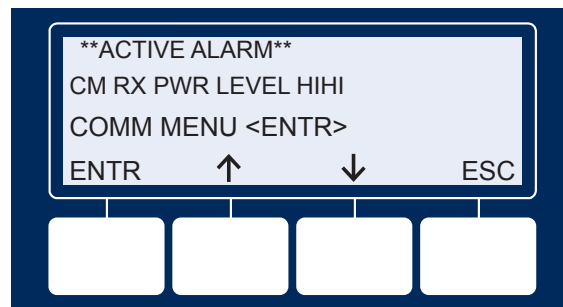 **ACTIVE ALARM**
CM RX PWR LEVEL HIHI
COMM MENU <ENTR>
ENTR ↑ ↓ ESC